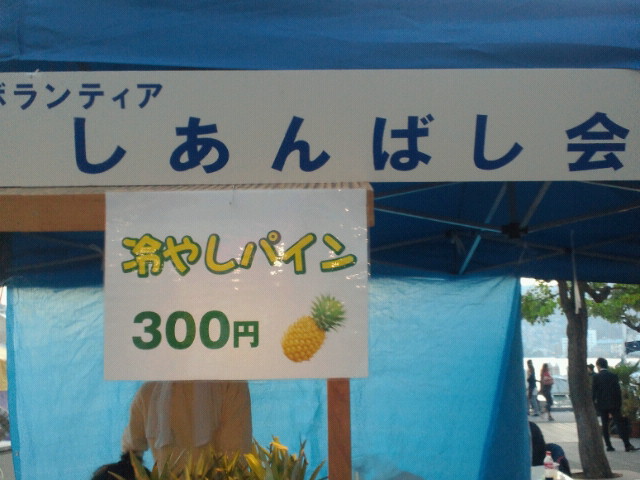 ボランティア
しあんばし会
冷やしパイン
300円